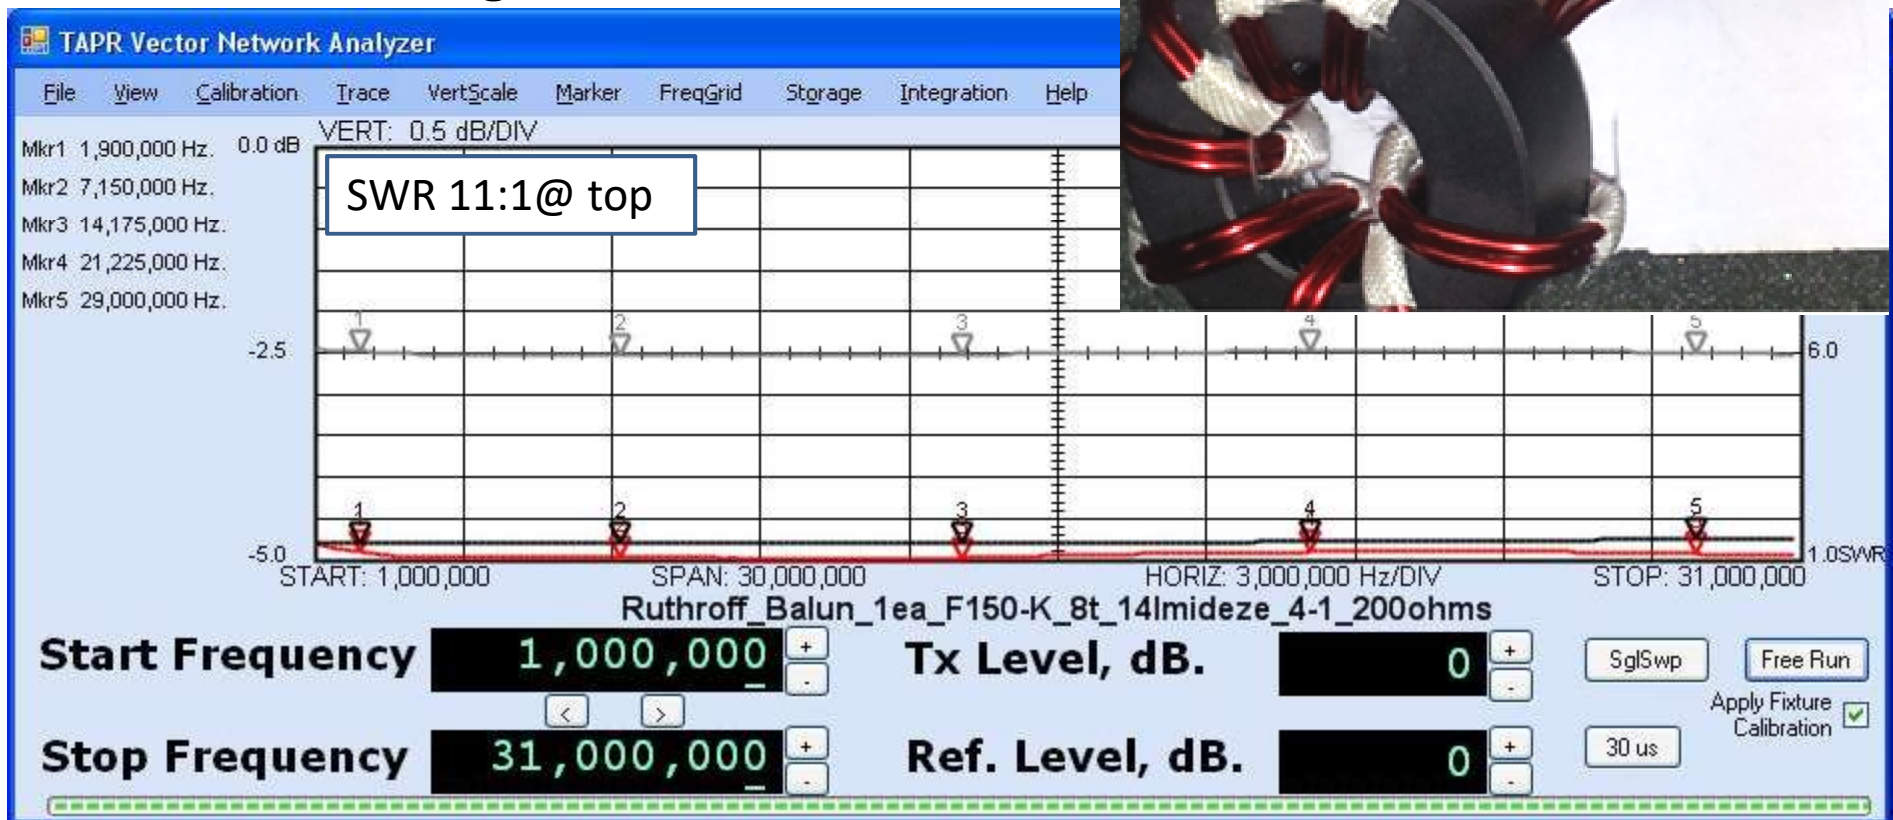 TAPR Vector Network Analyzer
File View Calibration Trace VertScale Marker FreqGrid Storage Integration Help
VERT: 0.5 dB/DIV
Mkr1 1,900,000 Hz. 0.0 dB
Mkr2 7,150,000 Hz.
Mkr3 14,175,000 Hz.
Mkr4 21,225,000 Hz.
Mkr5 29,000,000 Hz.
SWR 11:1@ top
1 2 3 4 5
-2.5 6.0
1 2 3 4 5
-5.0 1.0SWR
START: 1,000,000 SPAN: 30,000,000 HORIZ: 3,000,000 Hz/DIV STOP: 31,000,000
Ruthroff_Balun_1ea_F150-K_8t_14Imideze_4-1_200ohms
Start Frequency 1,000,000 + - Tx Level, dB. 0 + - SglSwp Free Run
< >
Apply Fixture
Calibration
Stop Frequency 31,000,000 + - Ref. Level, dB. 0 + - 30 us